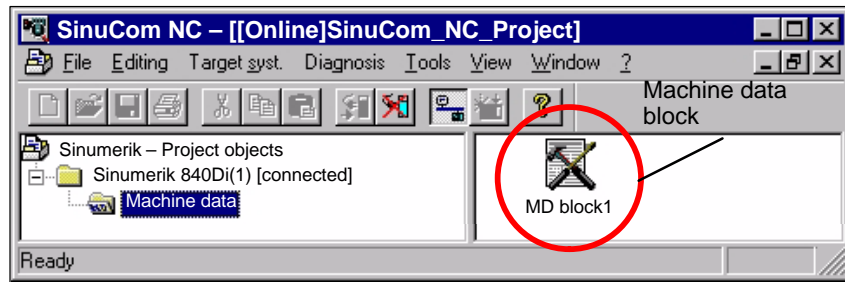 SinuCom NC – [[Online]SinuCom_NC_Project]
File Editing Target syst. Diagnosis Tools View Window ?
Machine data
block
Sinumerik – Project objects
Sinumerik 840Di(1) [connected]
Machine data
MD block1
Ready